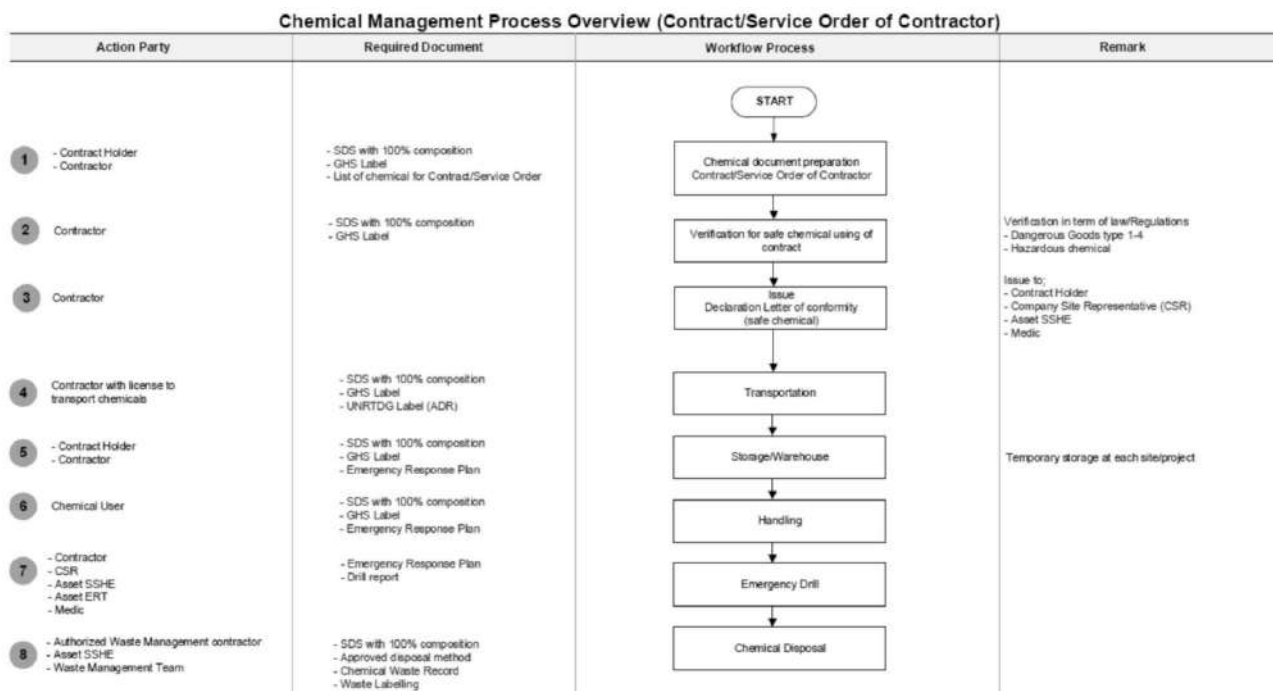 Chemical Management Process Overview (Contract/Service Order of Contractor)
Action Party
Required Document
Workflow Process
Remark
START
1
- Contract Holder
- Contractor
- SDS with 100% composition
- GHS Label
- List of chemical for Contract/Service Order
Chemical document preparation
Contract/Service Order of Contractor
2
Contractor
- SDS with 100% composition
- GHS Label
Verification for safe chemical using of
contract
Verification in term of law/Regulations
- Dangerous Goods type 1-4
- Hazardous chemical
3
Contractor
Issue
Declaration Letter of conformity
(safe chemical)
Issue to;
- Contract Holder
- Company Site Representative (CSR)
- Asset SSHE
- Medic
4
Contractor with license to
transport chemicals
- SDS with 100% composition
- GHS Label
- UNRTDG Label (ADR)
Transportation
5
- Contract Holder
- Contractor
- SDS with 100% composition
- GHS Label
- Emergency Response Plan
Storage/Warehouse
Temporary storage at each site/project
6
Chemical User
- SDS with 100% composition
- GHS Label
- Emergency Response Plan
Handling
7
- Contractor
- CSR
- Asset SSHE
- Asset ERT
- Medic
- Emergency Response Plan
- Drill report
Emergency Drill
8
- Authorized Waste Management contractor
- Asset SSHE
- Waste Management Team
- SDS with 100% composition
- Approved disposal method
- Chemical Waste Record
- Waste Labelling
Chemical Disposal